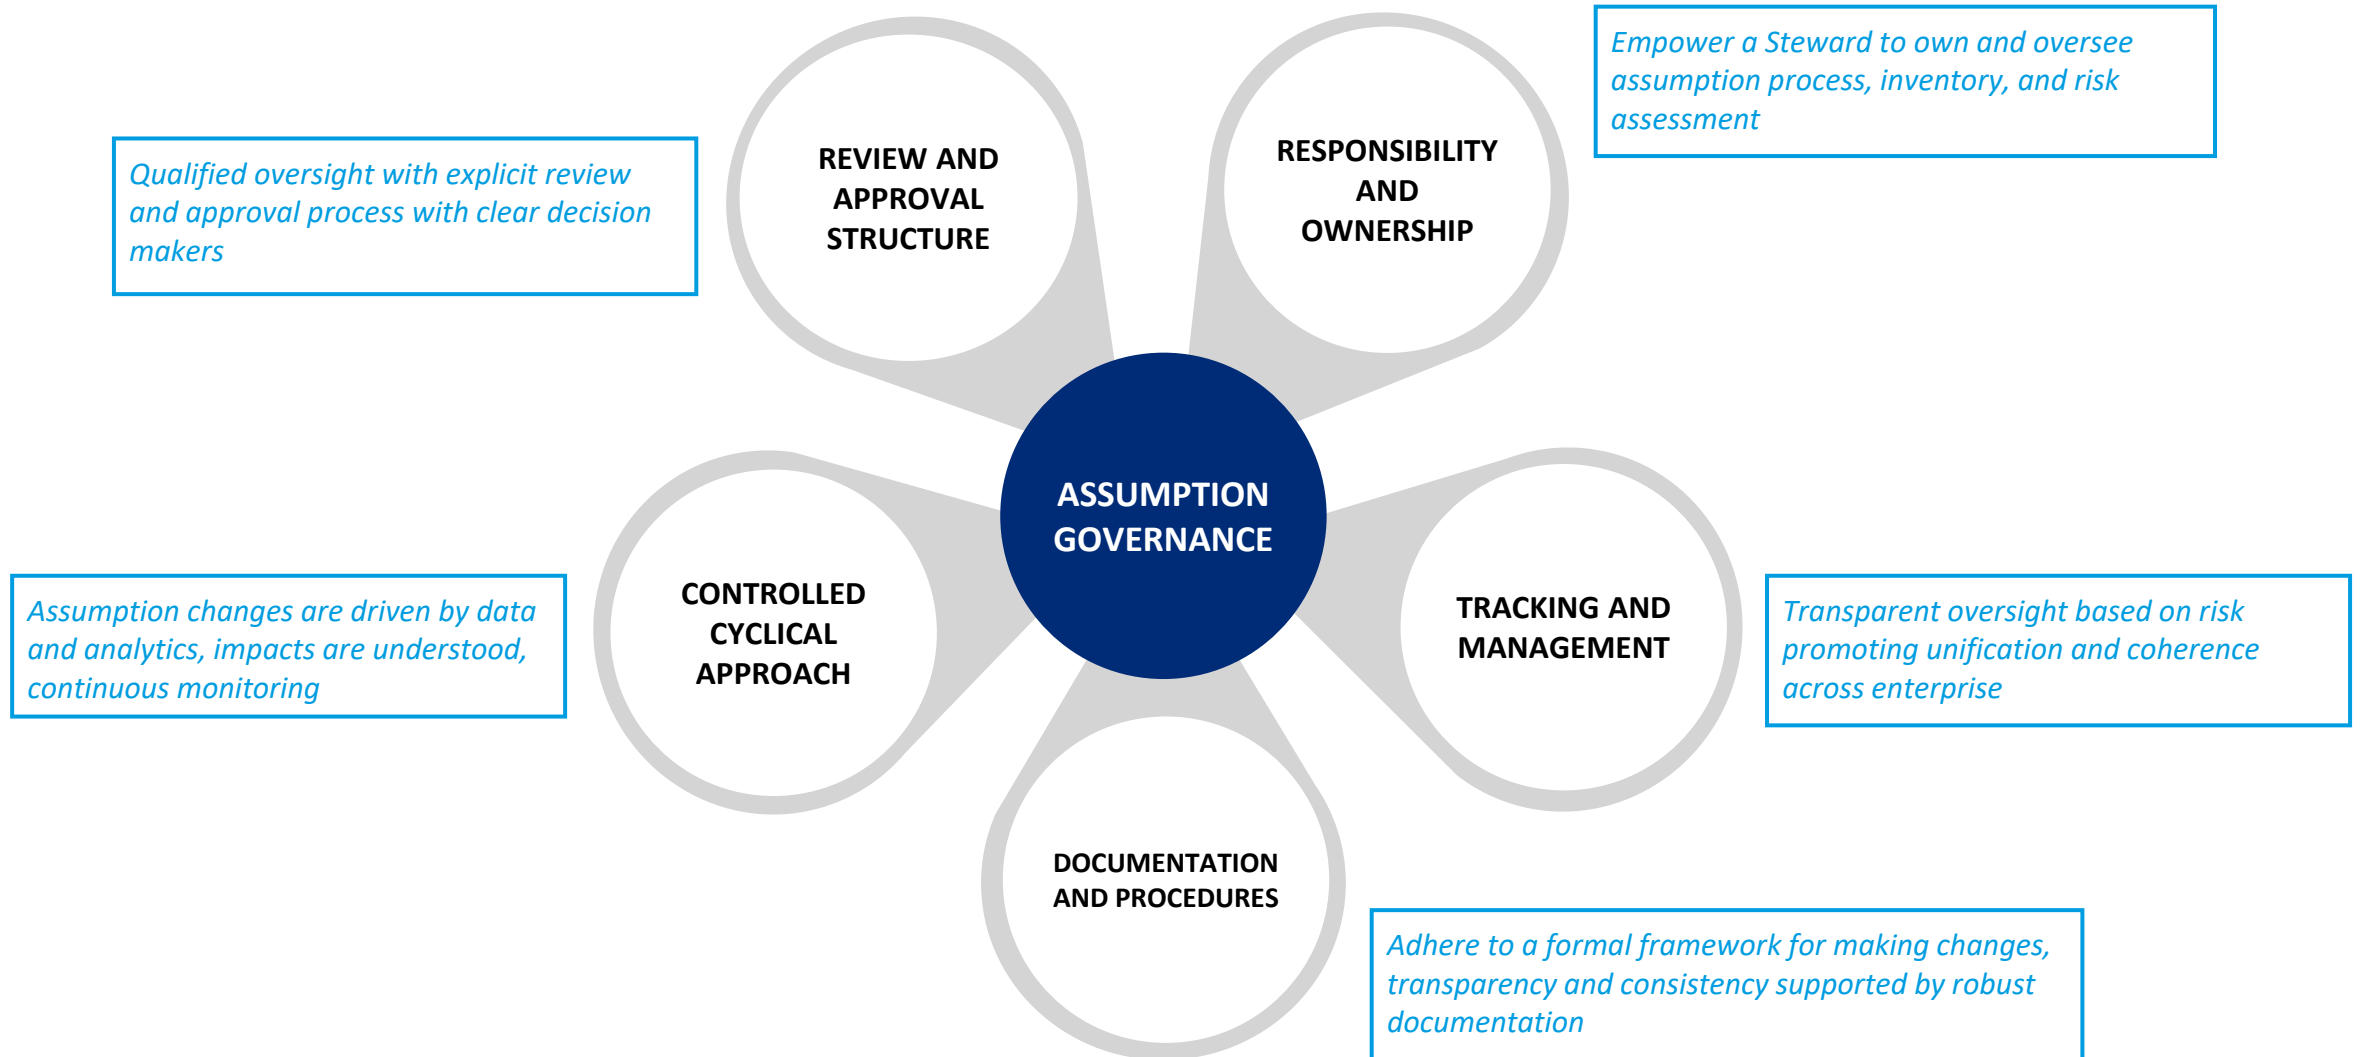 Empower a Steward to own and oversee
assumption process, inventory, and risk
assessment
REVIEW AND
APPROVAL
STRUCTURE
RESPONSIBILITY
AND
OWNERSHIP
Qualified oversight with explicit review
and approval process with clear decision
makers
ASSUMPTION
GOVERNANCE
CONTROLLED
CYCLICAL
APPROACH
TRACKING AND
MANAGEMENT
Assumption changes are driven by data
and analytics, impacts are understood,
continuous monitoring
Transparent oversight based on risk
promoting unification and coherence
across enterprise
DOCUMENTATION
AND PROCEDURES
Adhere to a formal framework for making changes,
transparency and consistency supported by robust
documentation